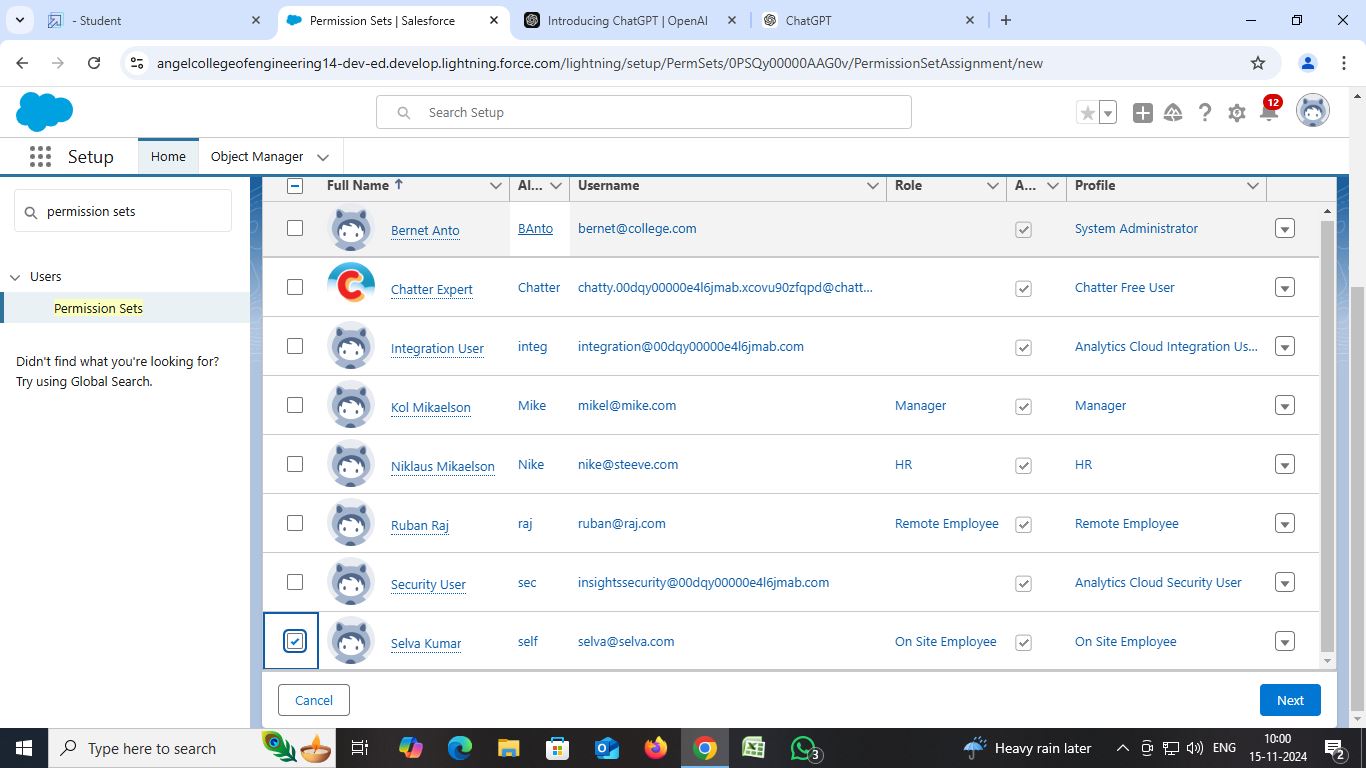 - Student
Permission Sets | Salesforce
Introducing ChatGPT | OpenAI
ChatGPT
angelcollegeofengineering14-dev-ed.develop.lightning.force.com/lightning/setup/PermSets/0PSQy00000AAG0v/PermissionSetAssignment/new
Search Setup
12
Setup Home Object Manager
permission sets
Users
Permission Sets
Didn't find what you're looking for?
Try using Global Search.
Full Name Al... Username Role A... Profile
Bernet Anto BAnto bernet@college.com System Administrator
Chatter Expert Chatter chatty.00dqy00000e4l6jmab.xcovu90zfqpd@chatt... Chatter Free User
Integration User integ integration@00dqy00000e4l6jmab.com Analytics Cloud Integration Us...
Kol Mikaelson Mike mikel@mike.com Manager Manager
Niklaus Mikaelson Nike nike@steeve.com HR HR
Ruban Raj raj ruban@raj.com Remote Employee Remote Employee
Security User sec insightssecurity@00dqy00000e4l6jmab.com Analytics Cloud Security User
Selva Kumar self selva@selva.com On Site Employee On Site Employee
Cancel Next
Type here to search
3
Heavy rain later
ENG
10:00
15-11-2024
2